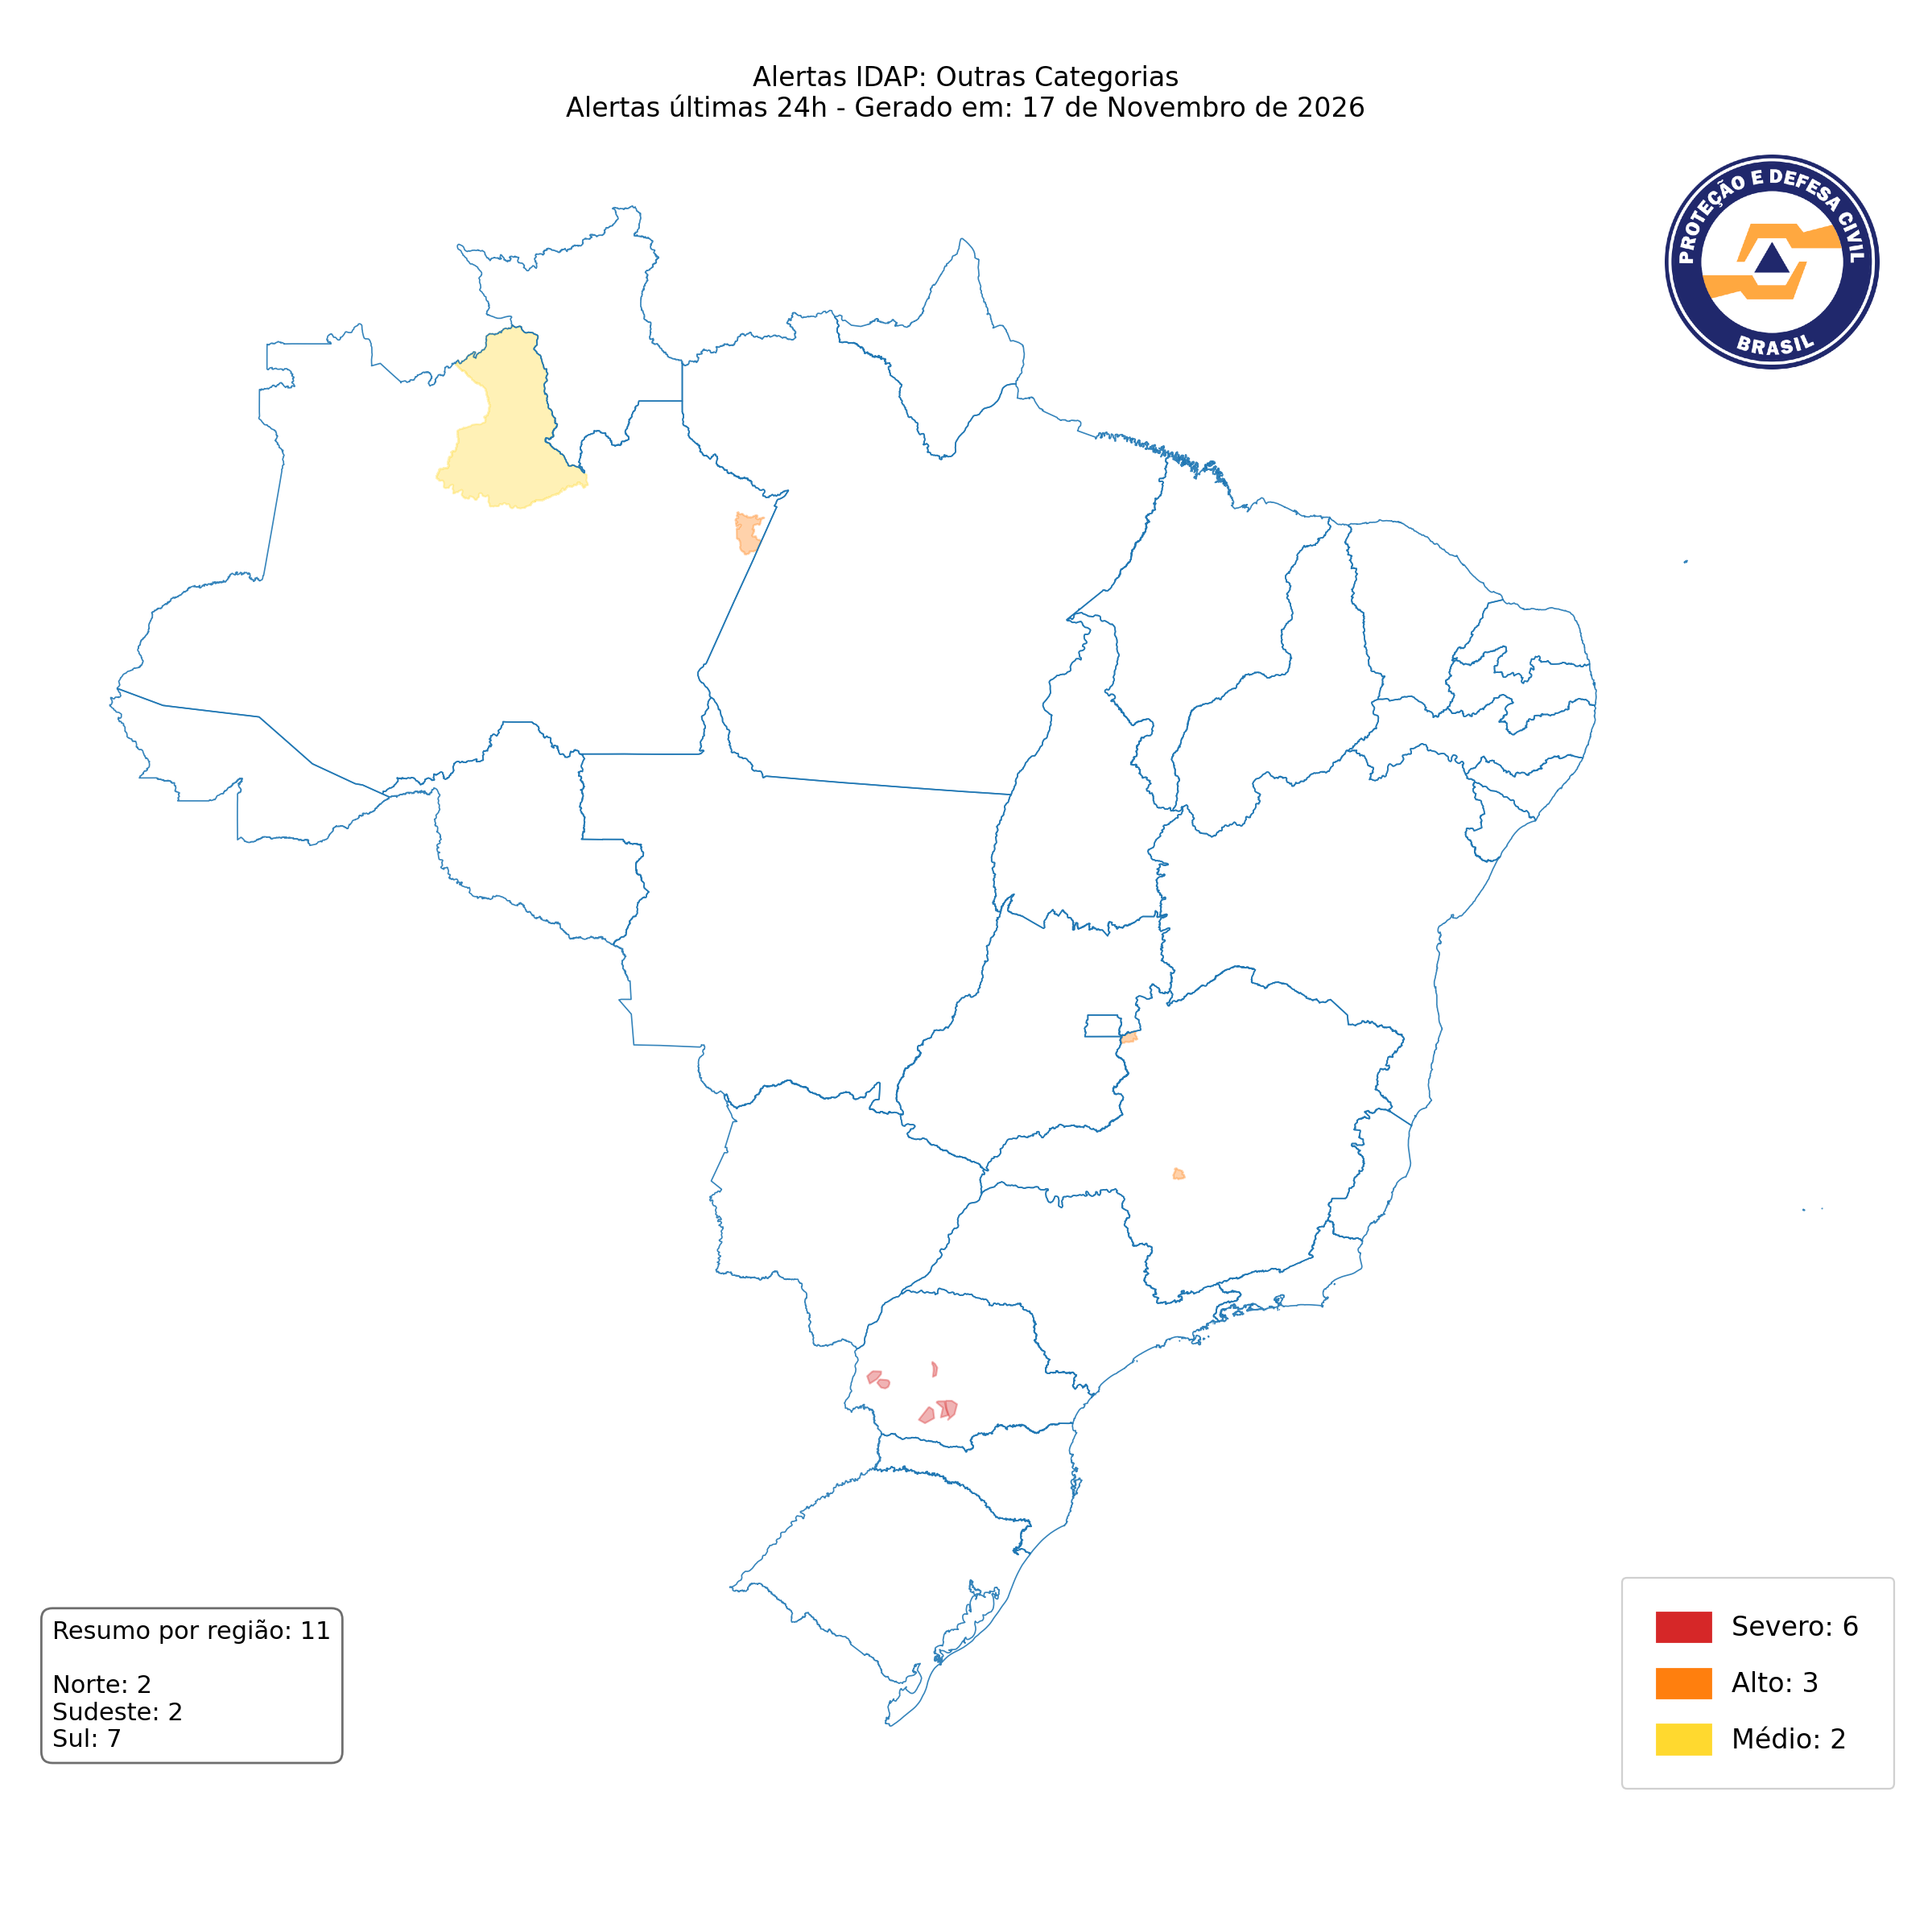 Alertas IDAP: Outras Categorias
Alertas últimas 24h - Gerado em: 17 de Novembro de 2026
PROTEÇÃO E DEFESA CIVIL
BRASIL
Resumo por região: 11
Norte: 2
Sudeste: 2
Sul: 7
Severo: 6
Alto: 3
Médio: 2